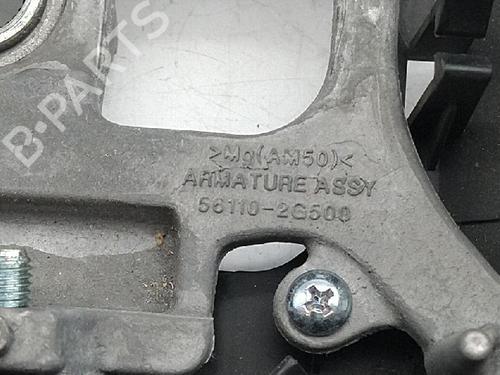 B-PARTS
>Mg(AM50)<
ARMATURE ASSY
56110-2G500